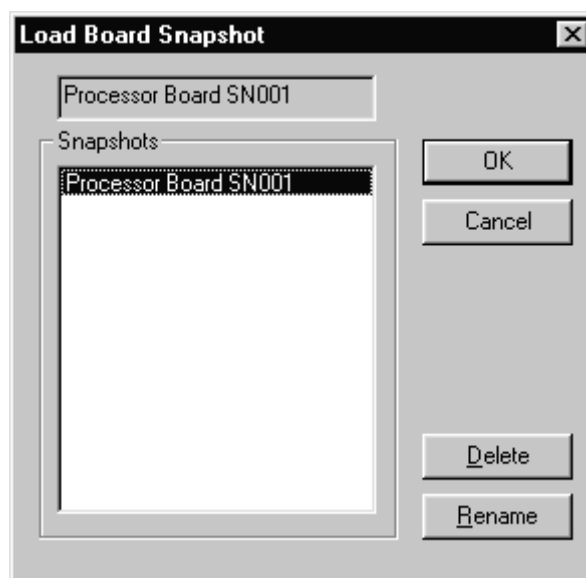 Load Board Snapshot
Processor Board SN001
Snapshots
Processor Board SN001
OK
Cancel
Delete
Rename